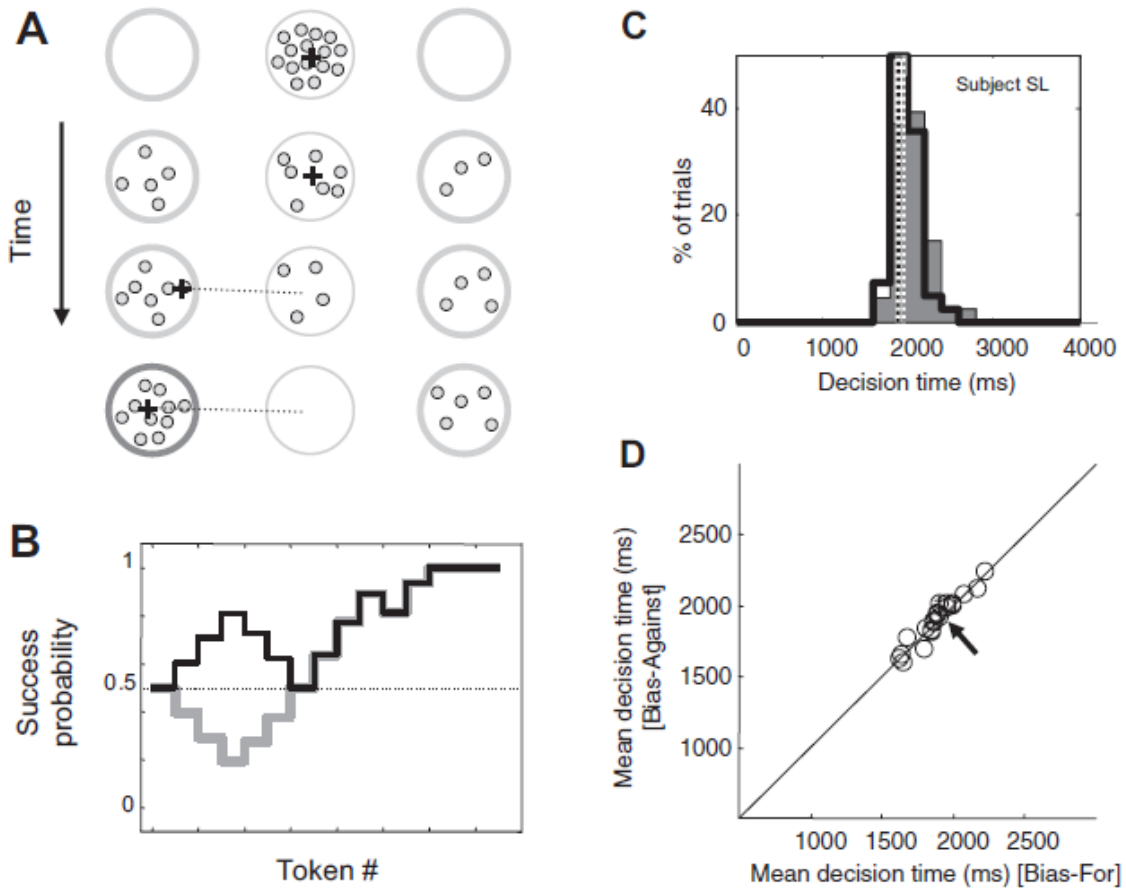 A
Time
B
Success
probability
1
0.5
0
Token #
C
Subject SL
% of trials
40
20
0
0 1000 2000 3000 4000
Decision time (ms)
D
Mean decision time (ms)
[Bias-Against]
2500
2000
1500
1000
1000 1500 2000 2500
Mean decision time (ms) [Bias-For]